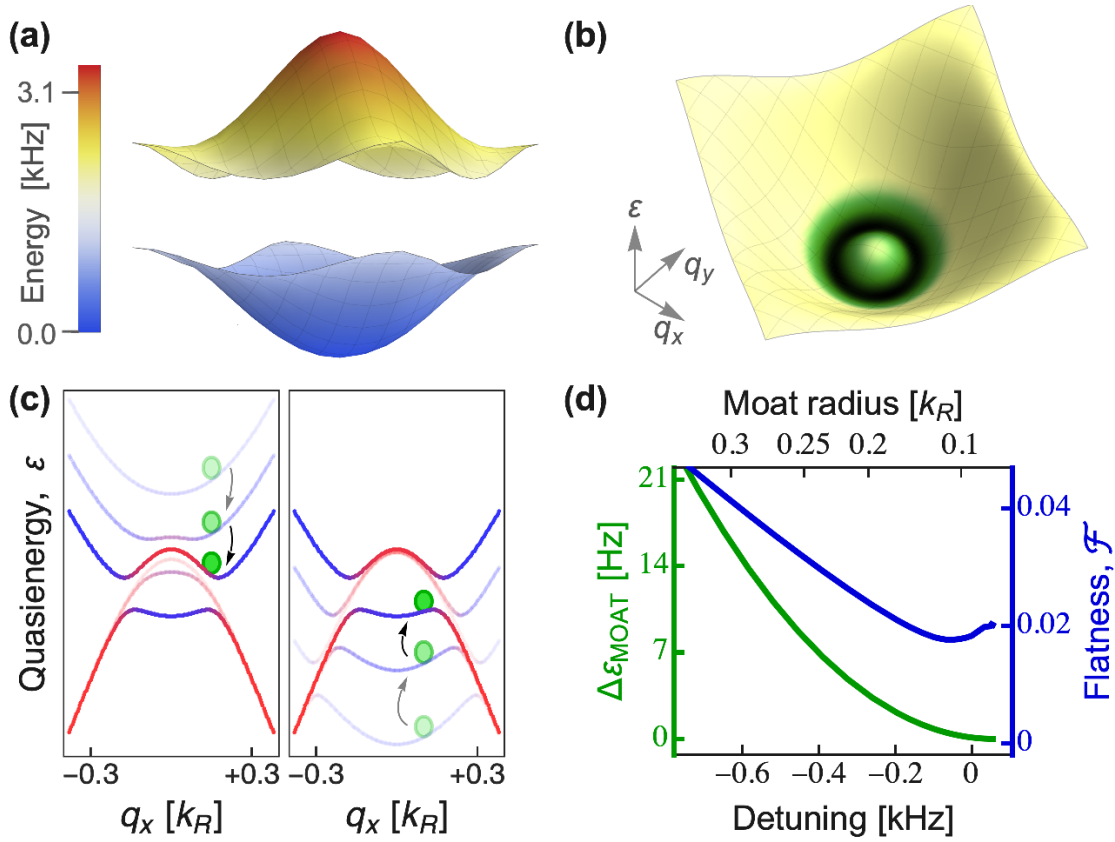 (a)
3.1
Energy [kHz]
0.0
(b)
ε
q_y
q_x
(c)
Quasienergy, ε
−0.3
+0.3
−0.3
+0.3
q_x [k_R]
q_x [k_R]
(d)
Moat radius [k_R]
0.3
0.25
0.2
0.1
21
14
7
0
Δε_MOAT [Hz]
0.04
0.02
0
Flatness, ℱ
−0.6
−0.4
−0.2
0
Detuning [kHz]